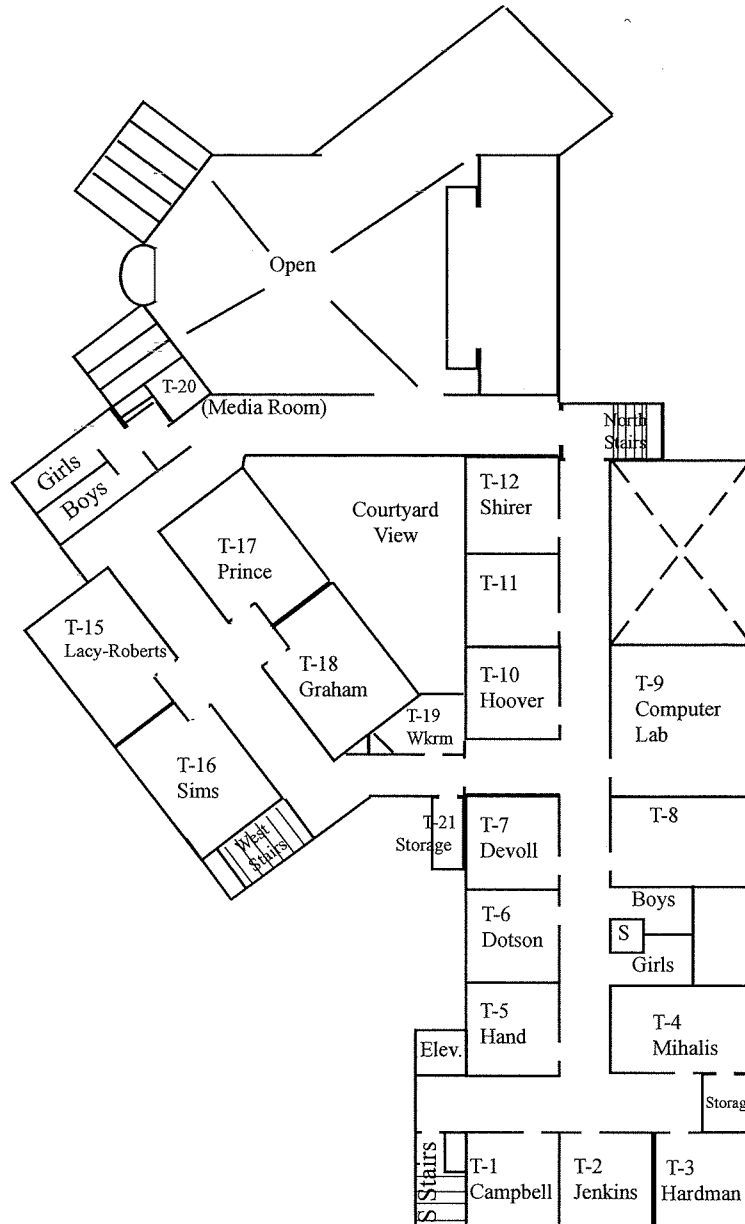 Open
T-20
(Media Room)
North
Stairs
Girls
Boys
T-12
Shirer
Courtyard
View
T-17
Prince
T-11
T-15
Lacy-Roberts
T-18
Graham
T-10
Hoover
T-9
Computer
Lab
T-19
Wkrm
T-16
Sims
West
Stairs
T-21
Storage
T-7
Devoll
T-8
Boys
T-6
Dotson
S
Girls
T-5
Hand
T-4
Mihalis
Elev.
Storag
S Stairs
T-1
Campbell
T-2
Jenkins
T-3
Hardman